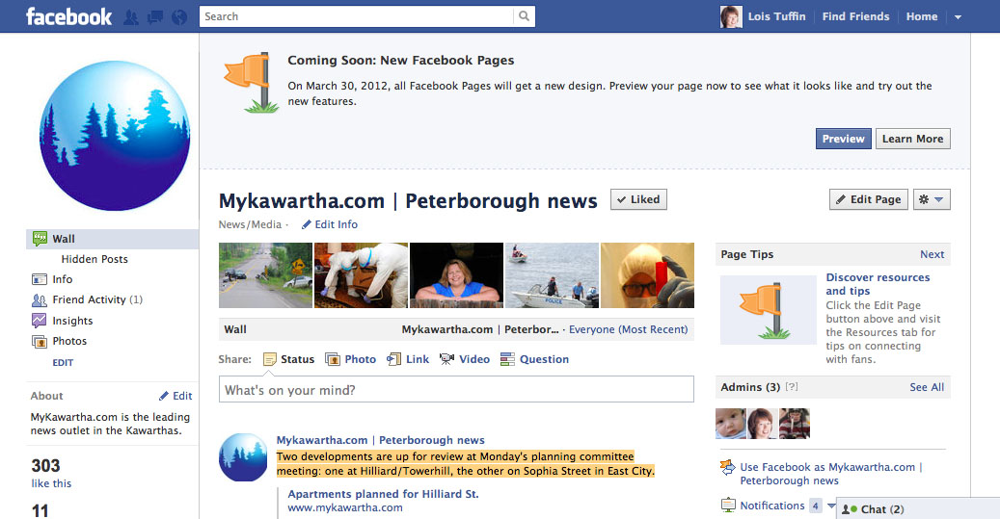 facebook
Search
Lois Tuffin
Find Friends
Home
Coming Soon: New Facebook Pages
On March 30, 2012, all Facebook Pages will get a new design. Preview your page now to see what it looks like and try out the
new features.
Preview
Learn More
Mykawartha.com | Peterborough news
Liked
Edit Page
News/Media ·
Edit Info
Wall
Hidden Posts
Info
Friend Activity (1)
Insights
Photos
EDIT
About
Edit
MyKawartha.com is the leading
news outlet in the Kawarthas.
303
like this
11
POLICE
Wall
Mykawartha.com | Peterbor... · Everyone (Most Recent)
Share:
Status
Photo
Link
Video
Question
What's on your mind?
Mykawartha.com | Peterborough news
Two developments are up for review at Monday's planning committee
meeting: one at Hilliard/Towerhill, the other on Sophia Street in East City.
Apartments planned for Hilliard St.
www.mykawartha.com
Page Tips
Next
Discover resources
and tips
Click the Edit Page
button above and visit
the Resources tab for
tips on connecting
with fans.
Admins (3) [?]
See All
Use Facebook as Mykawartha.com |
Peterborough news
Notifications 4
Chat (2)